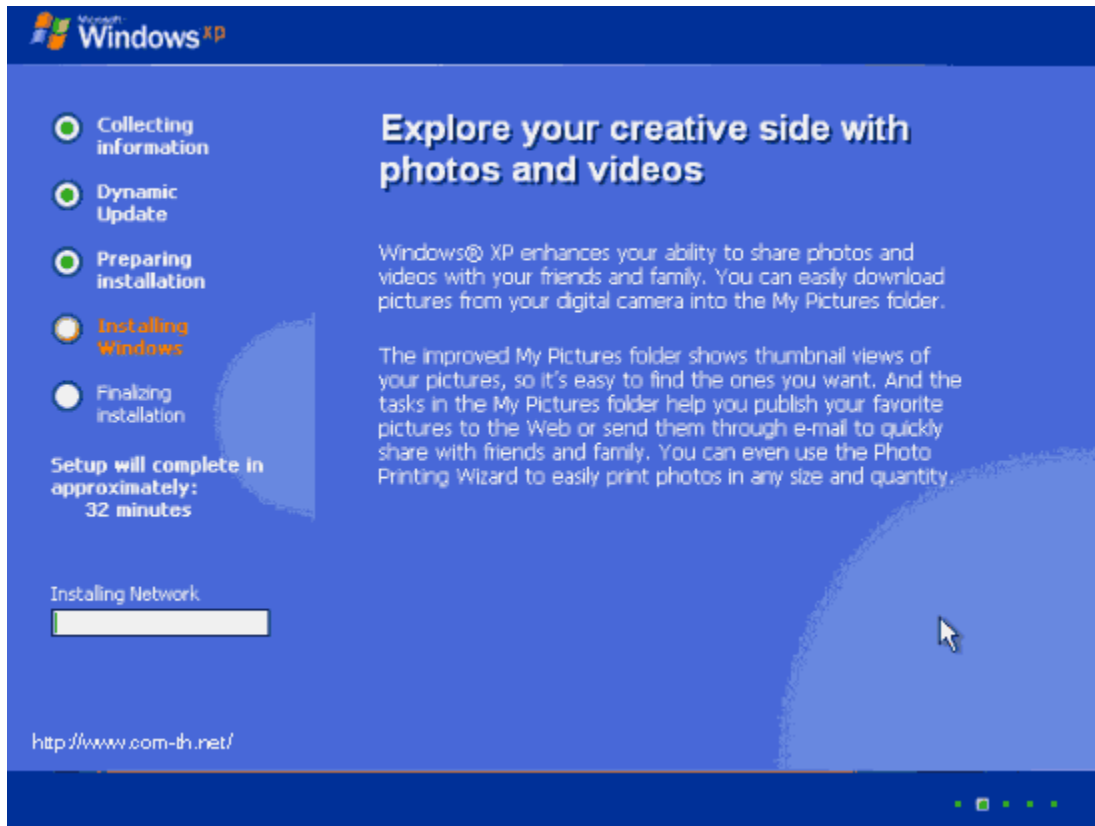 Microsoft
Windows xp
Collecting
information
Dynamic
Update
Preparing
installation
Installing
Windows
Finalizing
installation
Setup will complete in
approximately:
32 minutes
Instaling Network
http://www.com-th.net/
Explore your creative side with
photos and videos
Windows® XP enhances your ability to share photos and
videos with your friends and family. You can easily download
pictures from your digital camera into the My Pictures folder.
The improved My Pictures folder shows thumbnail views of
your pictures, so it's easy to find the ones you want. And the
tasks in the My Pictures folder help you publish your favorite
pictures to the Web or send them through e-mail to quickly
share with friends and family. You can even use the Photo
Printing Wizard to easily print photos in any size and quantity.